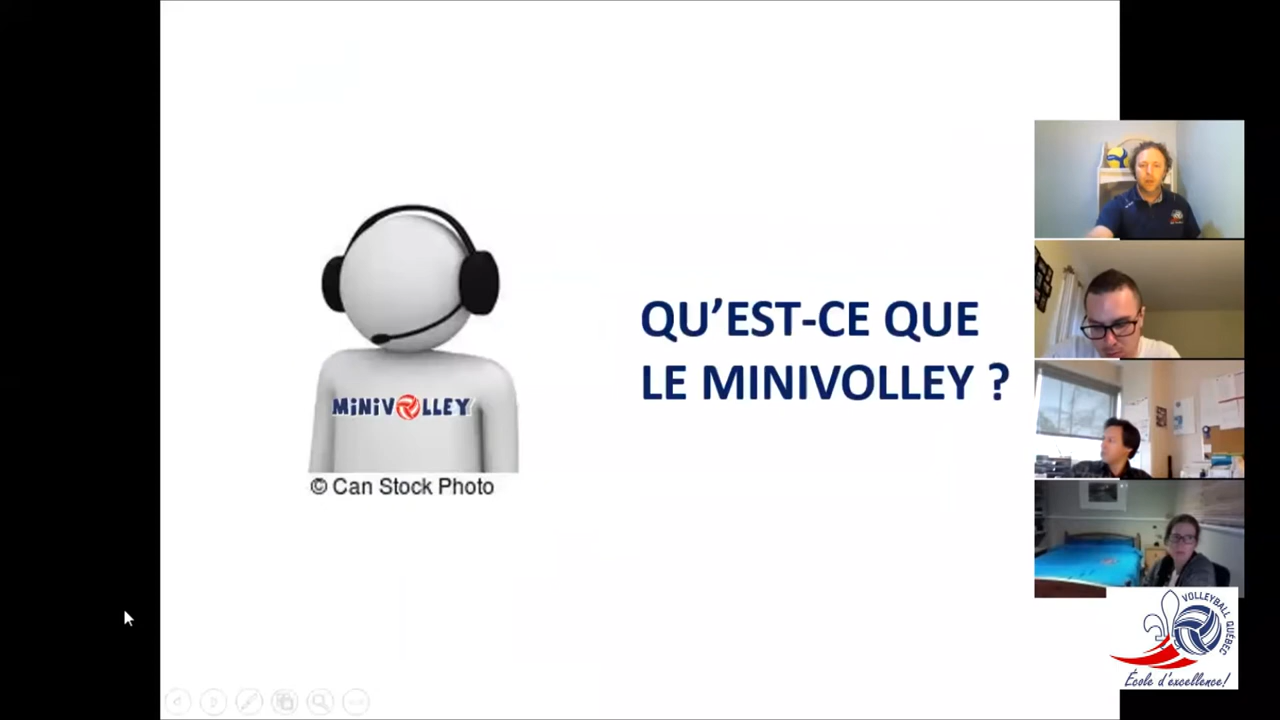 QU’EST-CE QUE
LE MINIVOLLEY ?
MiNiVOLLEY
© Can Stock Photo
VOLLEYBALL QUÉBEC
École d'excellence!